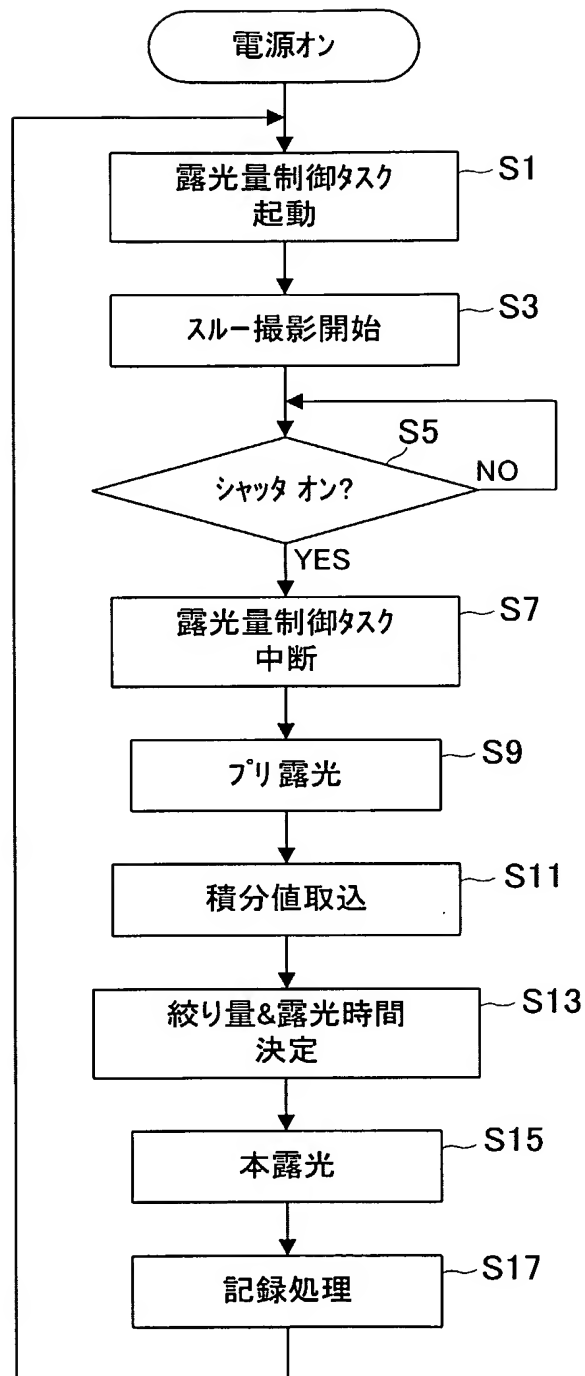 電源オン
露光量制御タスク
起動
S1
スルー撮影開始
S3
シャッタ オン?
S5
NO
YES
露光量制御タスク
中断
S7
プリ露光
S9
積分値取込
S11
絞り量&露光時間
決定
S13
本露光
S15
記録処理
S17